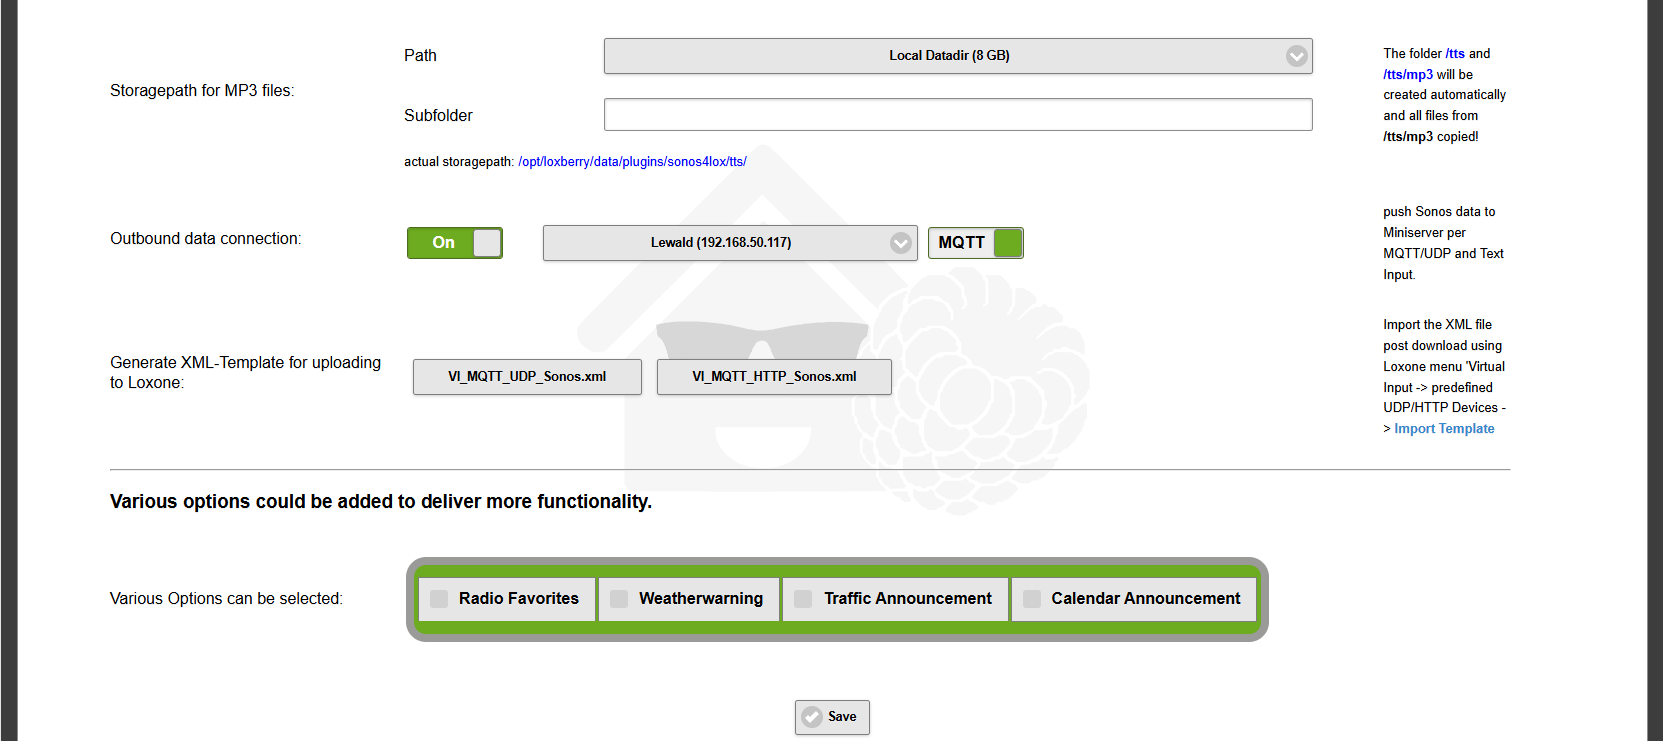 Path
Local Datadir (8 GB)
Storagepath for MP3 files:
Subfolder
actual storagepath: /opt/loxberry/data/plugins/sonos4lox/tts/
The folder /tts and
/tts/mp3 will be
created automatically
and all files from
/tts/mp3 copied!
Outbound data connection:
On
Lewald (192.168.50.117)
MQTT
push Sonos data to
Miniserver per
MQTT/UDP and Text
Input.
Generate XML-Template for uploading
to Loxone:
VI_MQTT_UDP_Sonos.xml
VI_MQTT_HTTP_Sonos.xml
Import the XML file
post download using
Loxone menu 'Virtual
Input -> predefined
UDP/HTTP Devices -
> Import Template
Various options could be added to deliver more functionality.
Various Options can be selected:
Radio Favorites
Weatherwarning
Traffic Announcement
Calendar Announcement
Save